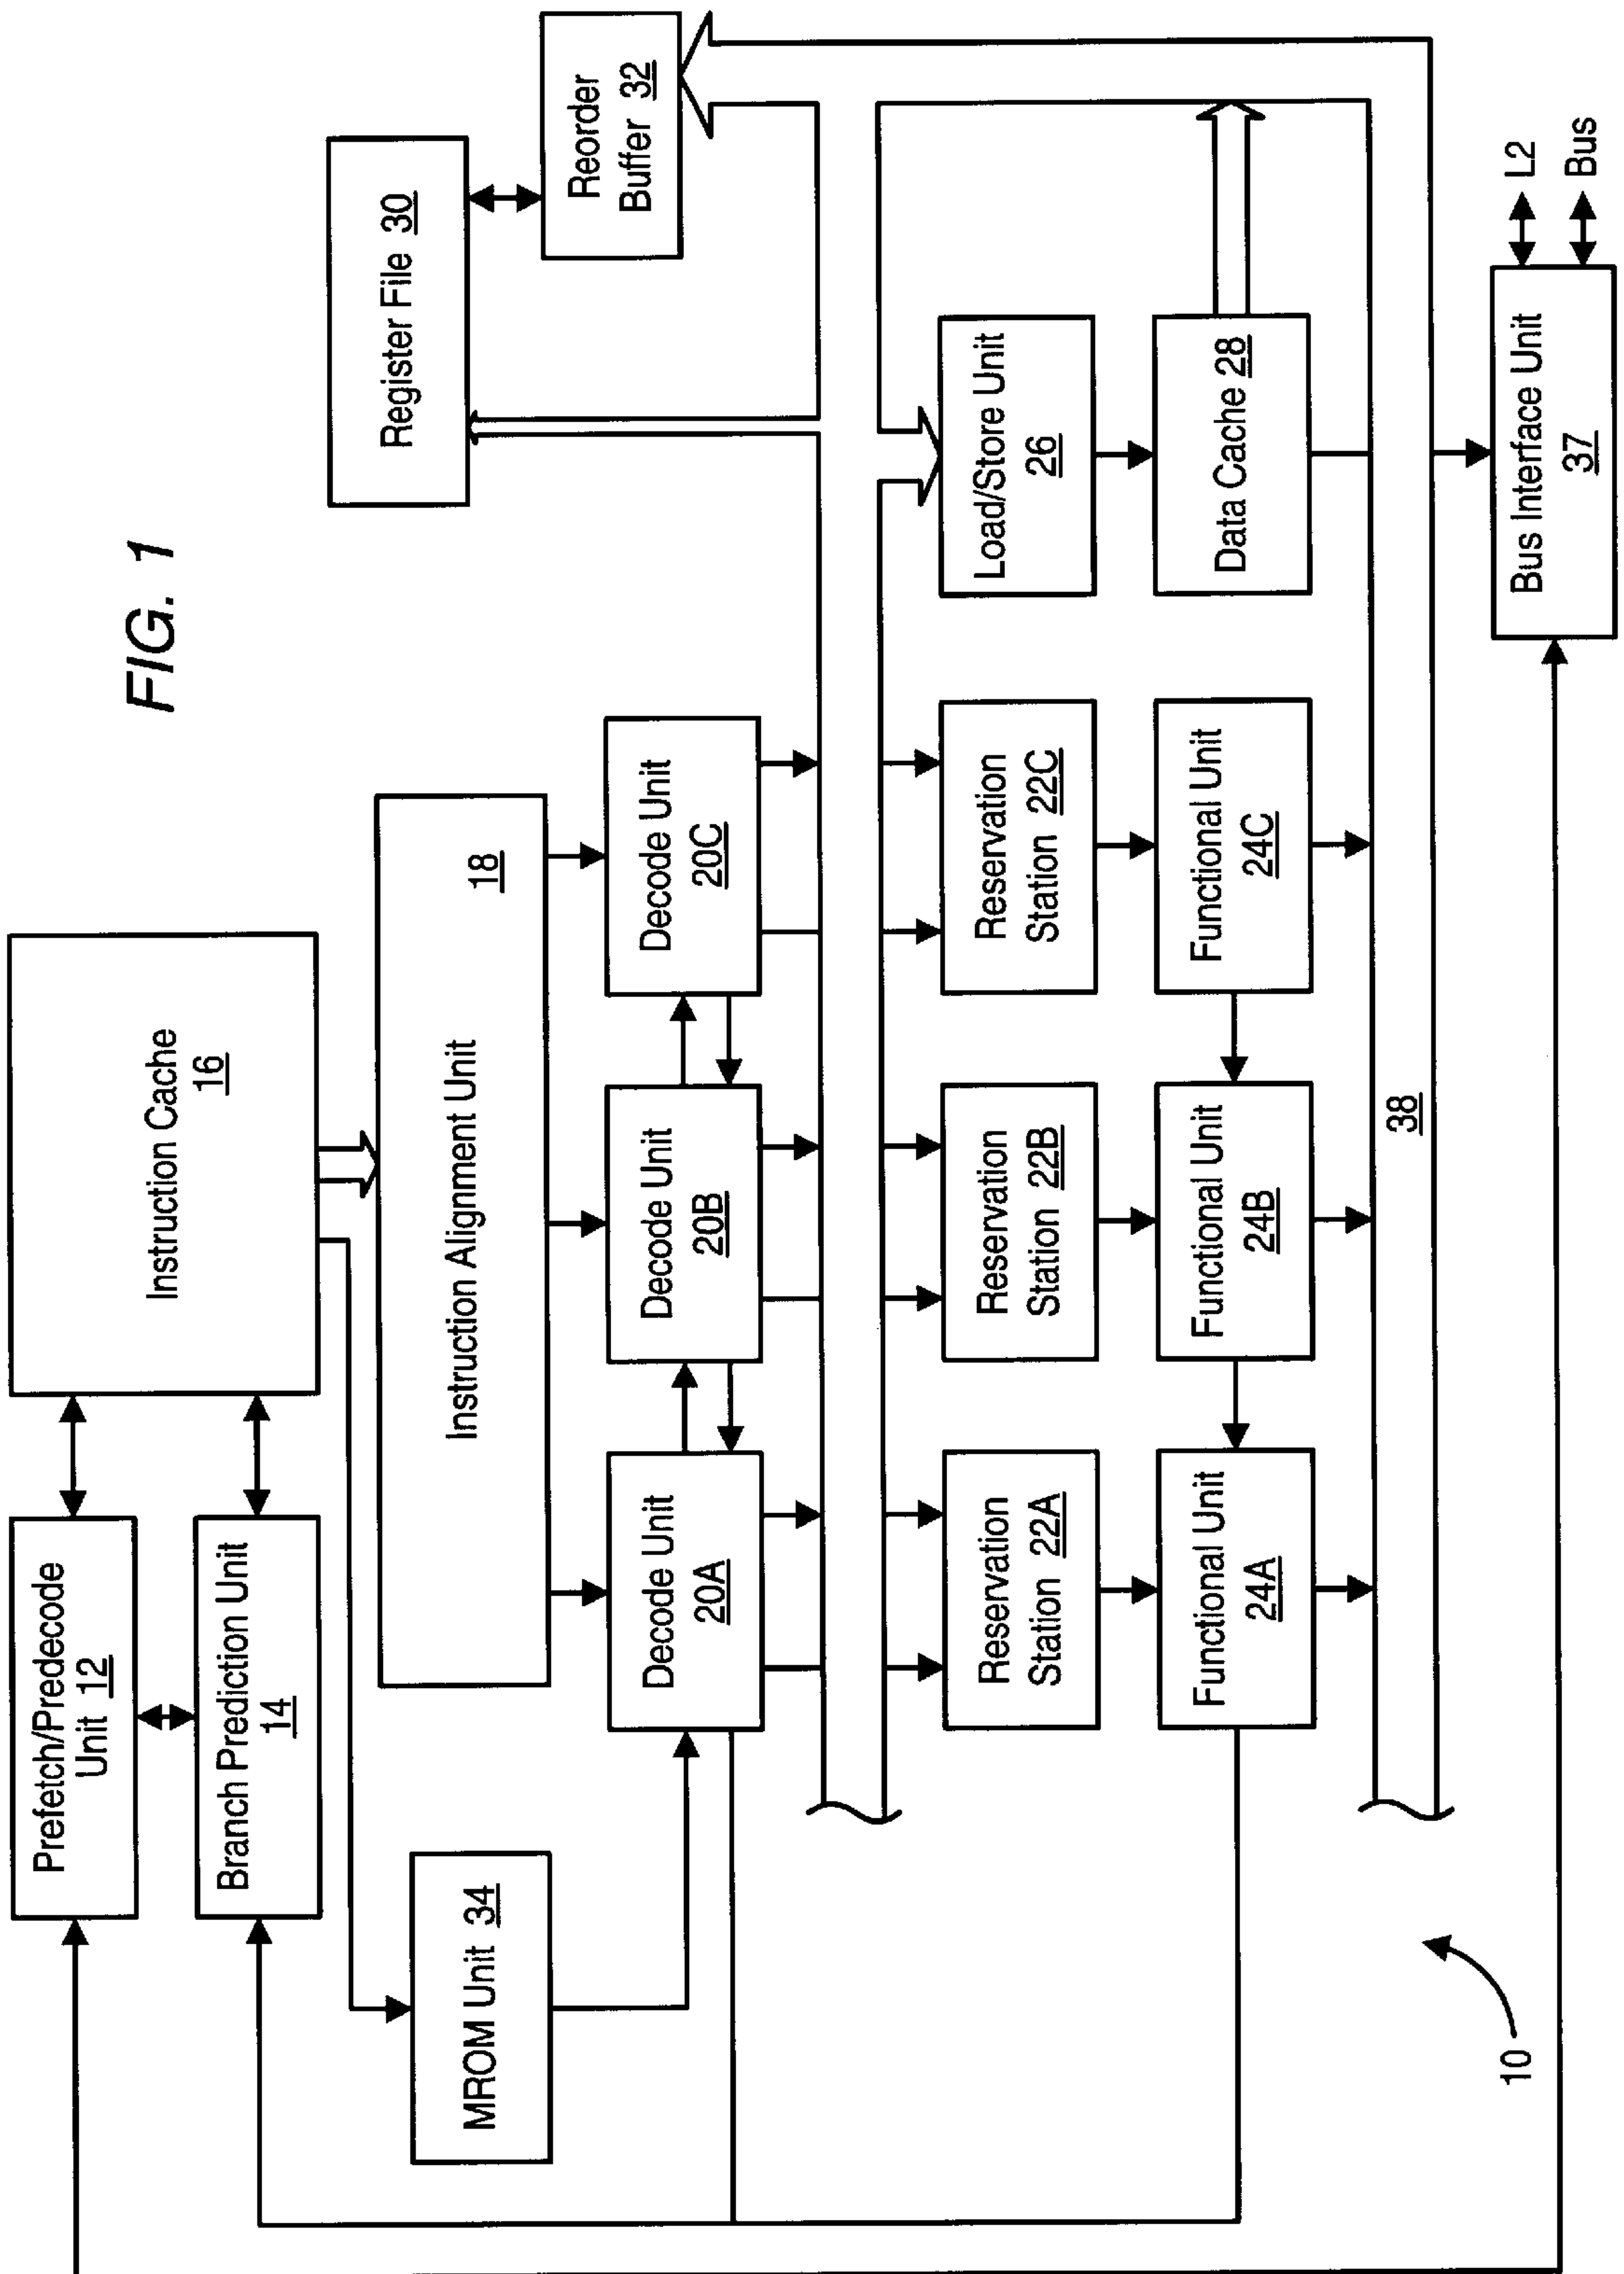 FIG. 1
Prefetch/Predecode
Unit 12
Branch Prediction Unit
14
Instruction Cache
16
Register File 30
Reorder
Buffer 32
MROM Unit 34
Instruction Alignment Unit
18
Decode Unit
20A
Decode Unit
20B
Decode Unit
20C
Reservation
Station 22A
Reservation
Station 22B
Reservation
Station 22C
Load/Store Unit
26
Functional Unit
24A
Functional Unit
24B
Functional Unit
24C
Data Cache 28
38
10
Bus Interface Unit
37
L2
Bus